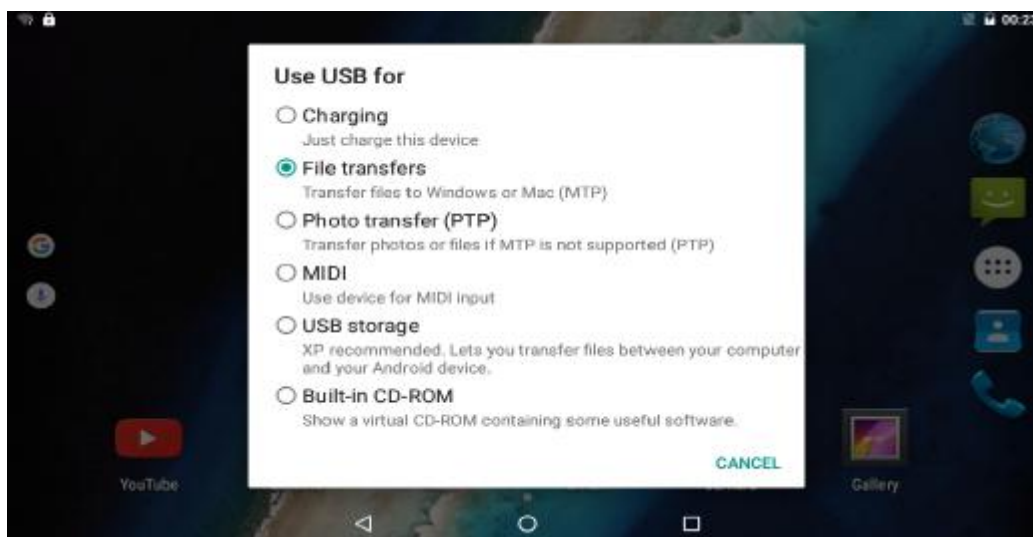 00:23
Use USB for
Charging
Just charge this device
File transfers
Transfer files to Windows or Mac (MTP)
Photo transfer (PTP)
Transfer photos or files if MTP is not supported (PTP)
MIDI
Use device for MIDI input
USB storage
XP recommended. Lets you transfer files between your computer
and your Android device.
Built-in CD-ROM
Show a virtual CD-ROM containing some useful software.
CANCEL
YouTube
Gallery